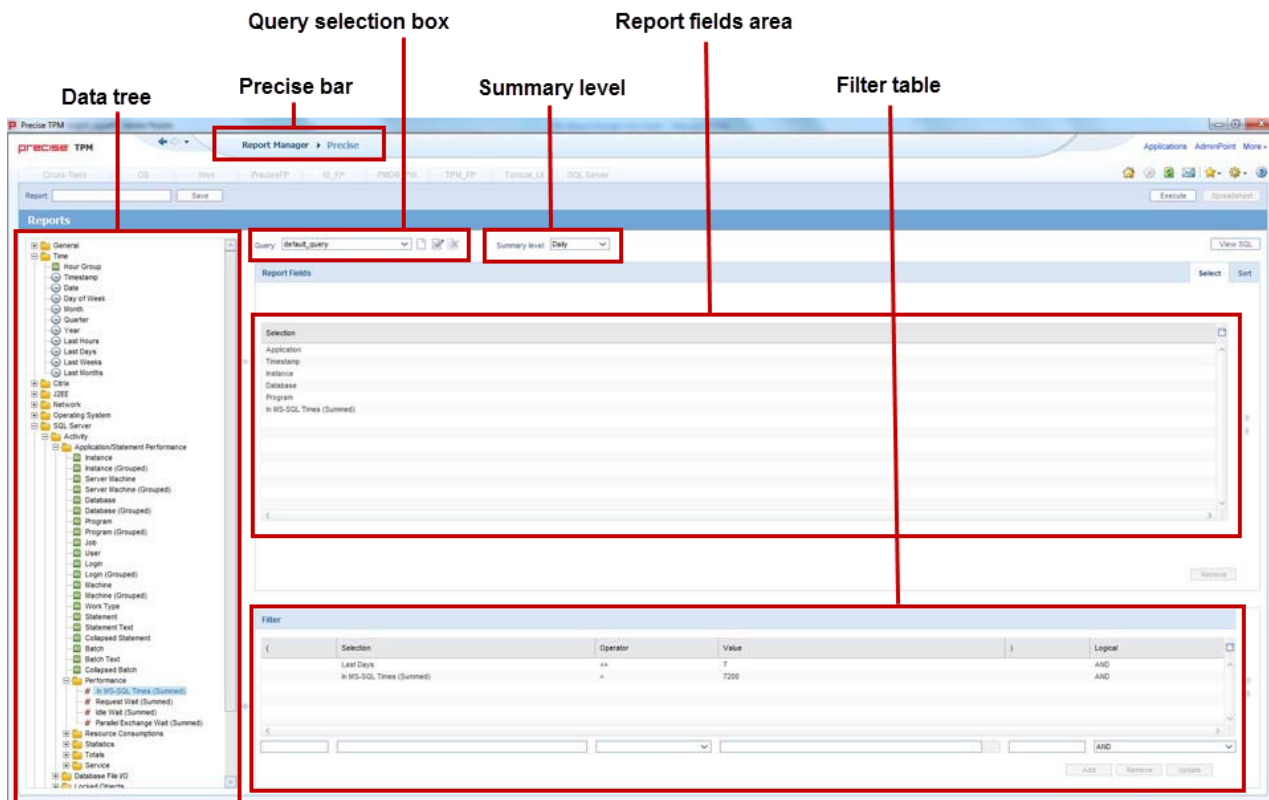 Query selection box
Report fields area
Data tree
Precise bar
Summary level
Filter table
Precise TPM
precise TPM
Report Manager ▸ Precise
Applications AdminPoint More
Cross-Tiers OS Web PreciseFP TPM_FP Tomcat_UI SQL Server
Report: Save
Execute Spreadsheet
Reports
Query: default_query
Summary level: Daily
View SQL
General
Time
Hour Group
Timestamp
Date
Day of Week
Month
Quarter
Year
Last Hours
Last Days
Last Weeks
Last Months
Citrix
J2EE
Network
Operating System
SQL Server
Activity
Application/Statement Performance
Instance
Instance (Grouped)
Server Machine
Server Machine (Grouped)
Database
Database (Grouped)
Program
Program (Grouped)
Job
User
Login
Login (Grouped)
Machine
Machine (Grouped)
Work Type
Statement
Statement Text
Collapsed Statement
Batch
Batch Text
Collapsed Batch
Performance
# In MS-SQL Times (Summed)
# Request Wait (Summed)
# Idle Wait (Summed)
# Parallel Exchange Wait (Summed)
Resource Consumptions
Statistics
Totals
Service
Database File I/O
Locked Objects
Report Fields
Select Sort
Selection
Application
Timestamp
Instance
Database
Program
In MS-SQL Times (Summed)
Remove
Filter
( Selection Operator Value ) Logical
Last Days <= 7 AND
In MS-SQL Times (Summed) 7200 AND
AND
Add Remove Update